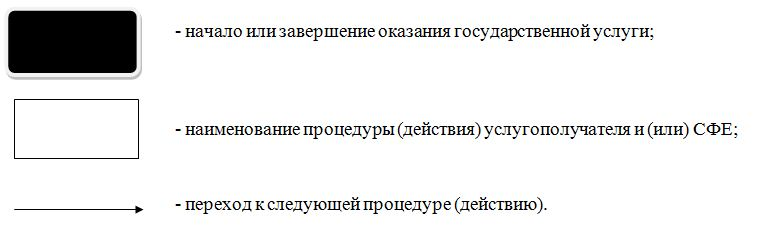 - начало или завершение оказания государственной услуги;
- наименование процедуры (действия) услугополучателя и (или) СФЕ;
- переход к следующей процедуре (действию).